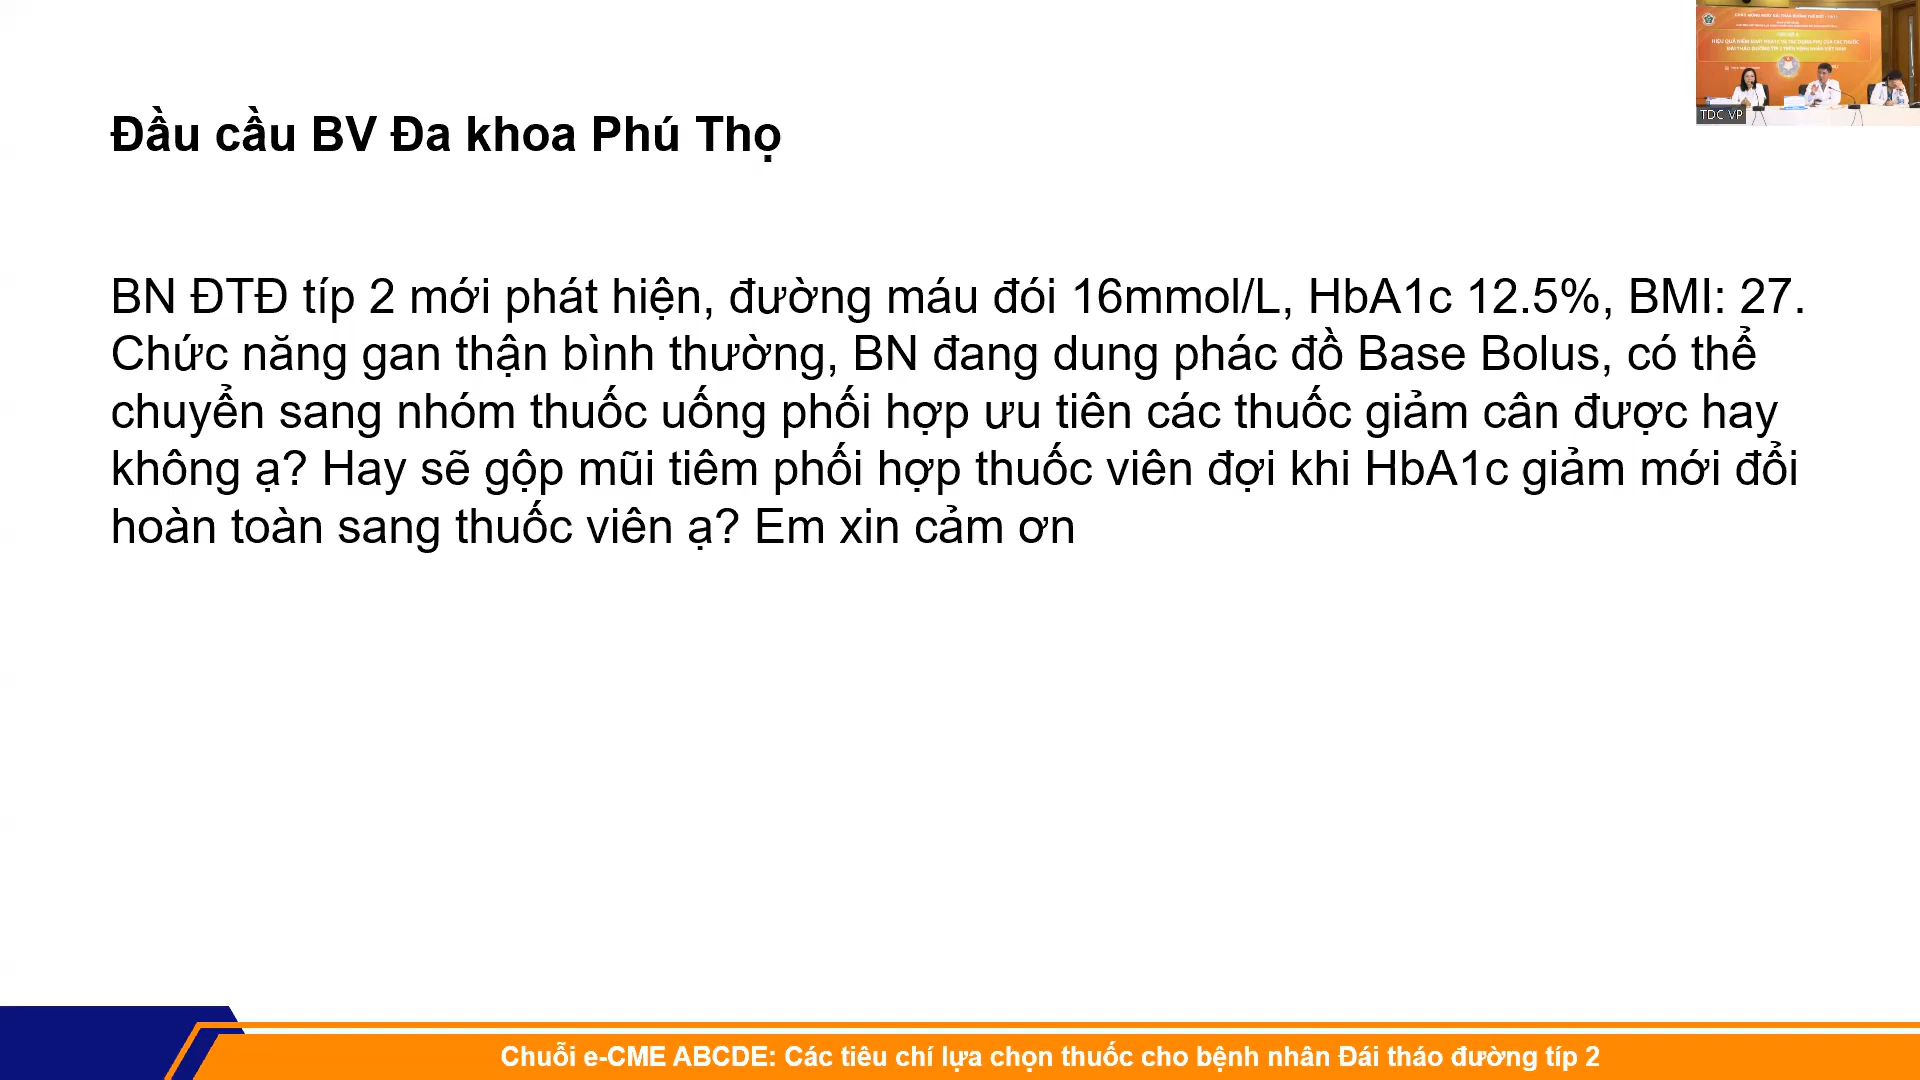 Đầu cầu BV Đa khoa Phú Thọ
BN ĐTĐ típ 2 mới phát hiện, đường máu đói 16mmol/L, HbA1c 12.5%, BMI: 27.
Chức năng gan thận bình thường, BN đang dung phác đồ Base Bolus, có thể
chuyển sang nhóm thuốc uống phối hợp ưu tiên các thuốc giảm cân được hay
không ạ? Hay sẽ gộp mũi tiêm phối hợp thuốc viên đợi khi HbA1c giảm mới đổi
hoàn toàn sang thuốc viên ạ? Em xin cảm ơn
TDC VP
Chuỗi e-CME ABCDE: Các tiêu chí lựa chọn thuốc cho bệnh nhân Đái tháo đường típ 2